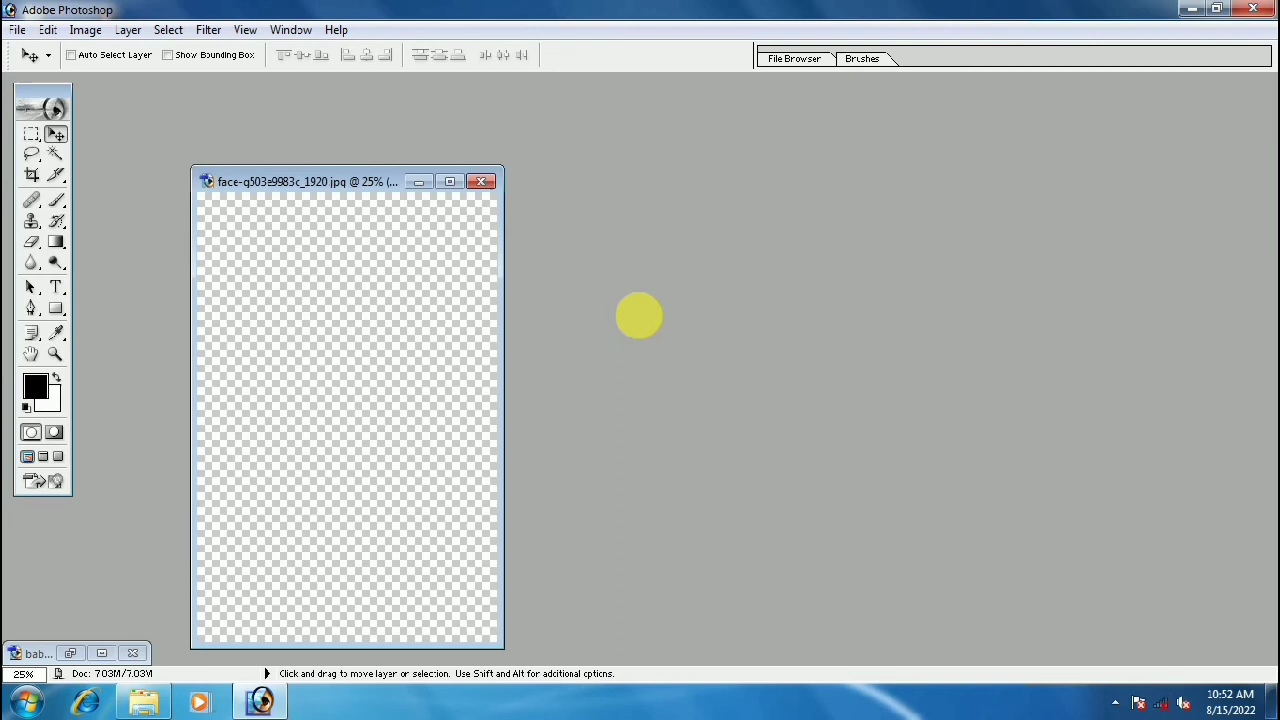 Adobe Photoshop
File Edit Image Layer Select Filter View Window Help
Auto Select Layer Show Bounding Box File Browser Brushes
face-g503e9983c_1920.jpg @ 25% (...
bab...
25% Doc: 7.03M/7.03M Click and drag to move layer or selection. Use Shift and Alt for additional options.
10:52 AM
8/15/2022